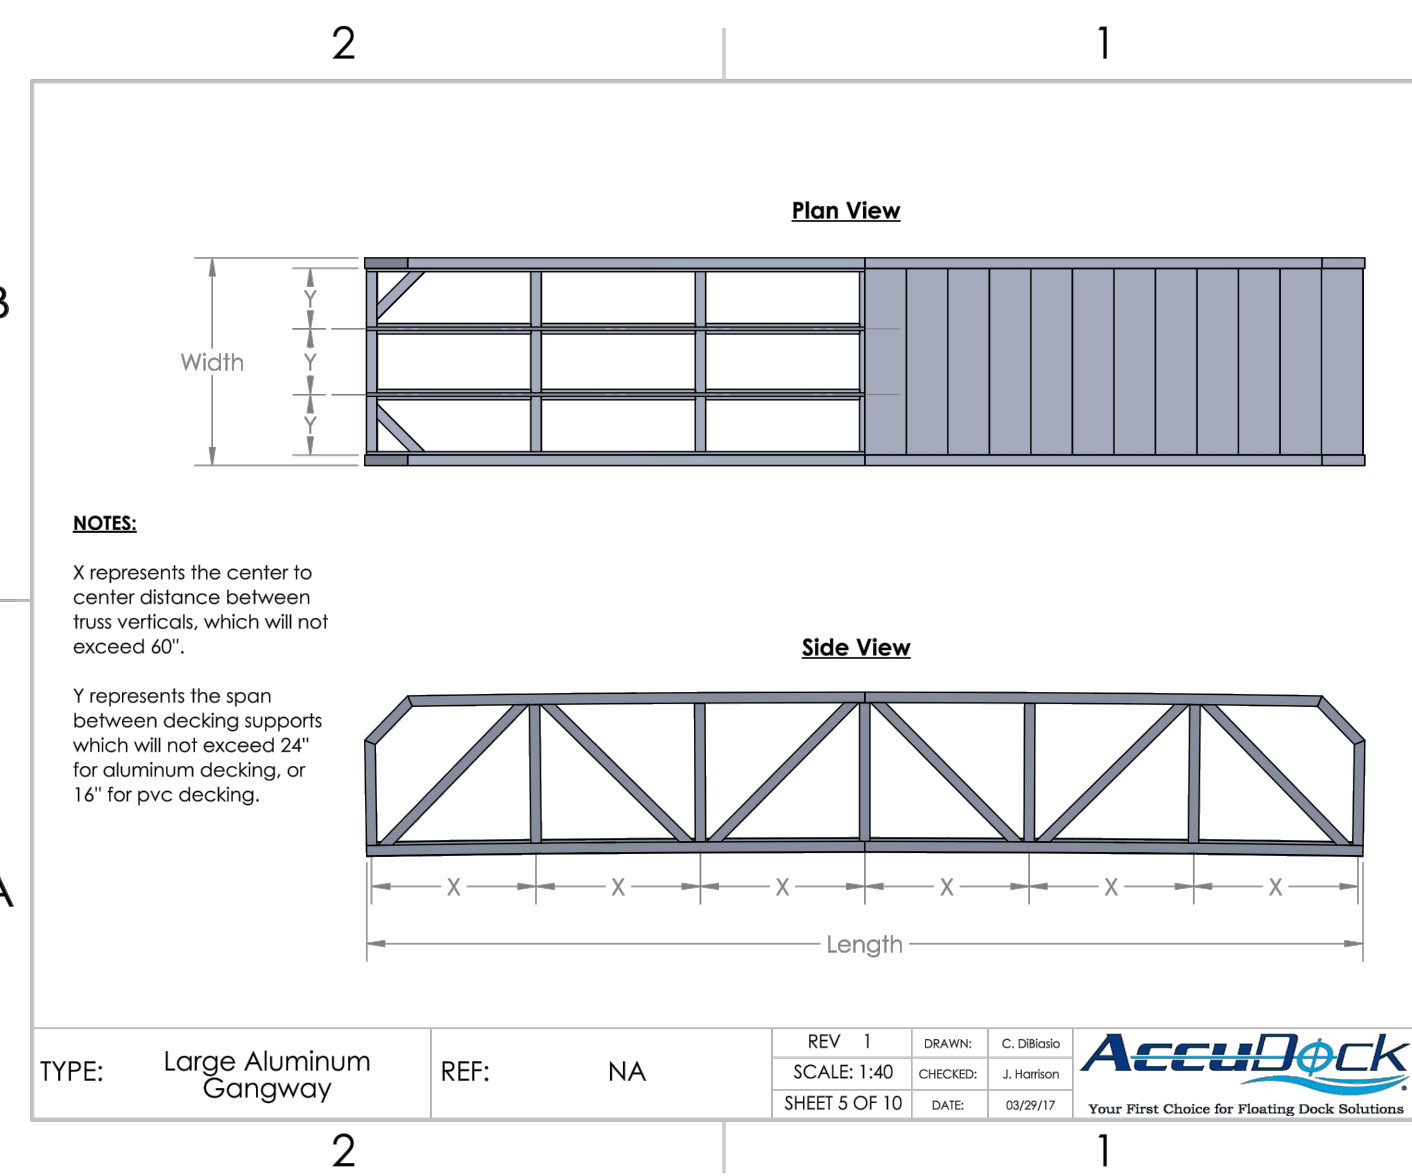 2 1
Plan View
B
Y
Width
Y
Y
NOTES:
X represents the center to
center distance between
truss verticals, which will not
exceed 60".
Y represents the span
between decking supports
which will not exceed 24"
for aluminum decking, or
16" for pvc decking.
Side View
A
X X X X X X
Length
TYPE: Large Aluminum
Gangway
REF: NA
REV 1
SCALE: 1:40
SHEET 5 OF 10
DRAWN: C. DiBiasio
CHECKED: J. Harrison
DATE: 03/29/17
AccuDock
Your First Choice for Floating Dock Solutions
2 1